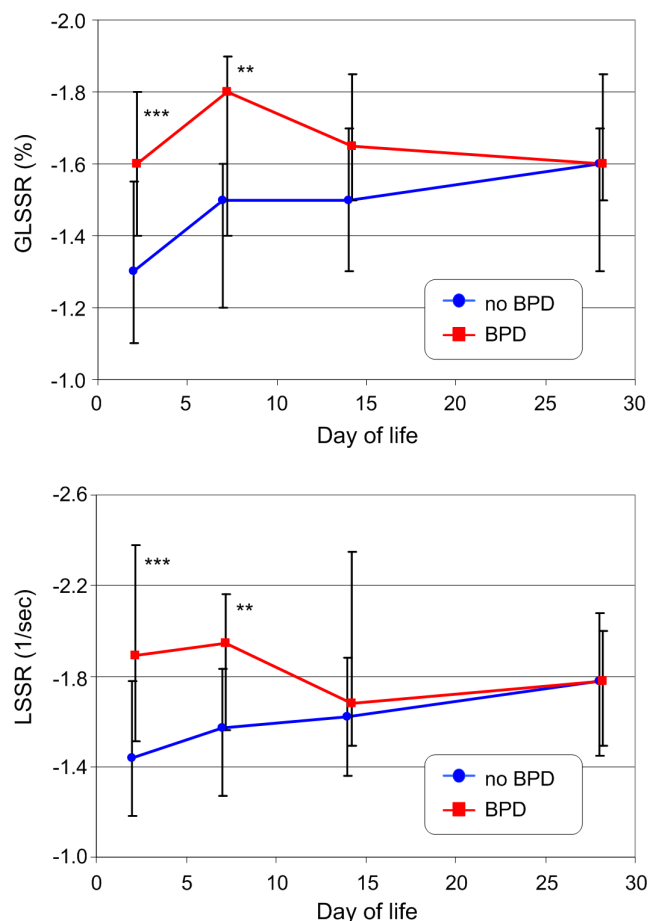 -2.0
-1.8
-1.6
-1.4
-1.2
-1.0
GLSSR (%)
***
**
no BPD
BPD
0 5 10 15 20 25 30
Day of life
-2.6
-2.2
-1.8
-1.4
-1.0
LSSR (1/sec)
***
**
no BPD
BPD
0 5 10 15 20 25 30
Day of life